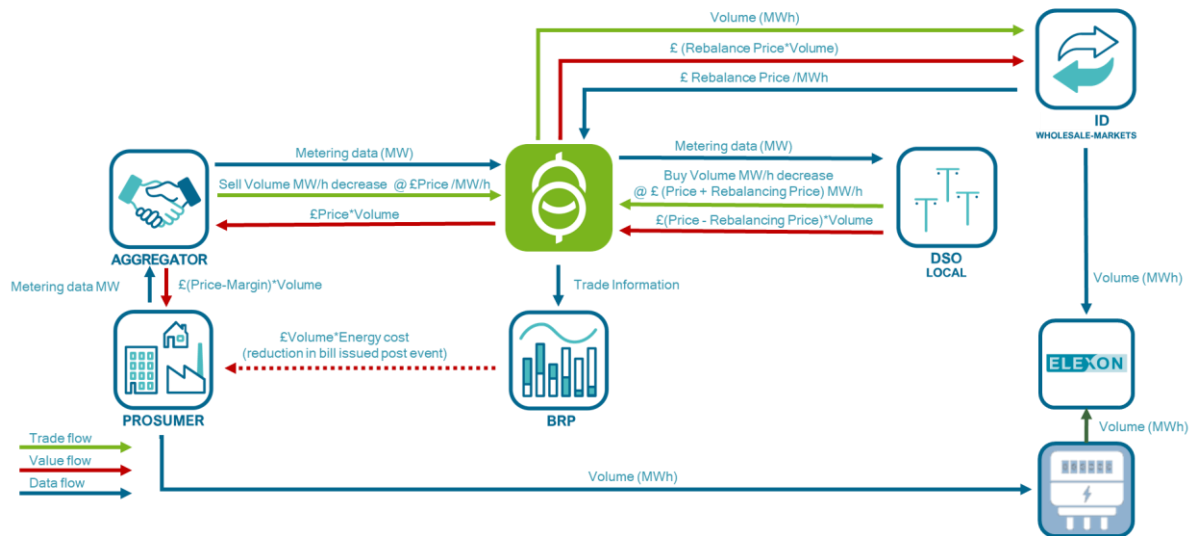 Volume (MWh)
£ (Rebalance Price*Volume)
£ Rebalance Price /MWh
ID
WHOLESALE-MARKETS
Metering data (MW)
Sell Volume MW/h decrease @ £Price /MW/h
£Price*Volume
AGGREGATOR
Metering data (MW)
Buy Volume MW/h decrease
@ £ (Price + Rebalancing Price) MW/h
£(Price - Rebalancing Price)*Volume
DSO
LOCAL
Metering data MW
£(Price-Margin)*Volume
Trade Information
Volume (MWh)
£Volume*Energy cost
(reduction in bill issued post event)
ELEXON
PROSUMER
BRP
Volume (MWh)
Trade flow
Value flow
Data flow
Volume (MWh)